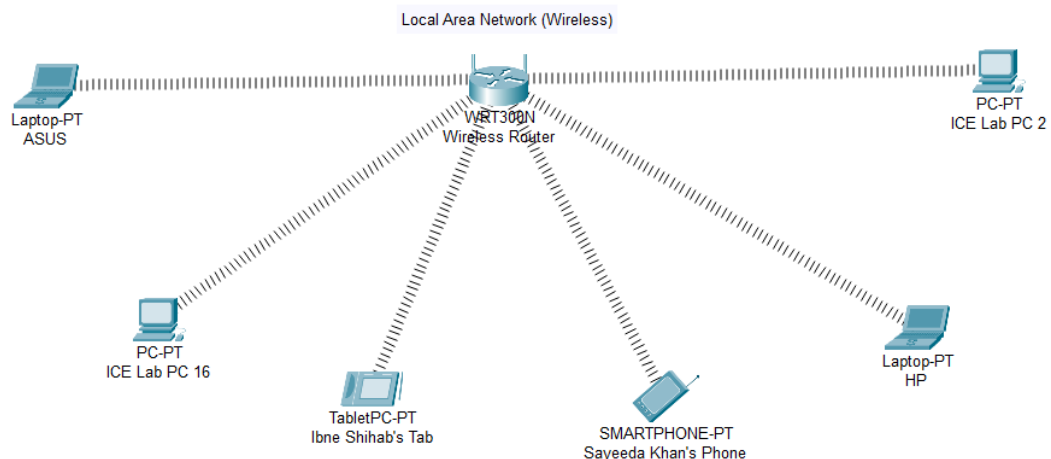 Local Area Network (Wireless)
Laptop-PT
ASUS
WRT300N
Wireless Router
PC-PT
ICE Lab PC 2
PC-PT
ICE Lab PC 16
Laptop-PT
HP
TabletPC-PT
Ibne Shihab's Tab
SMARTPHONE-PT
Sayeeda Khan's Phone